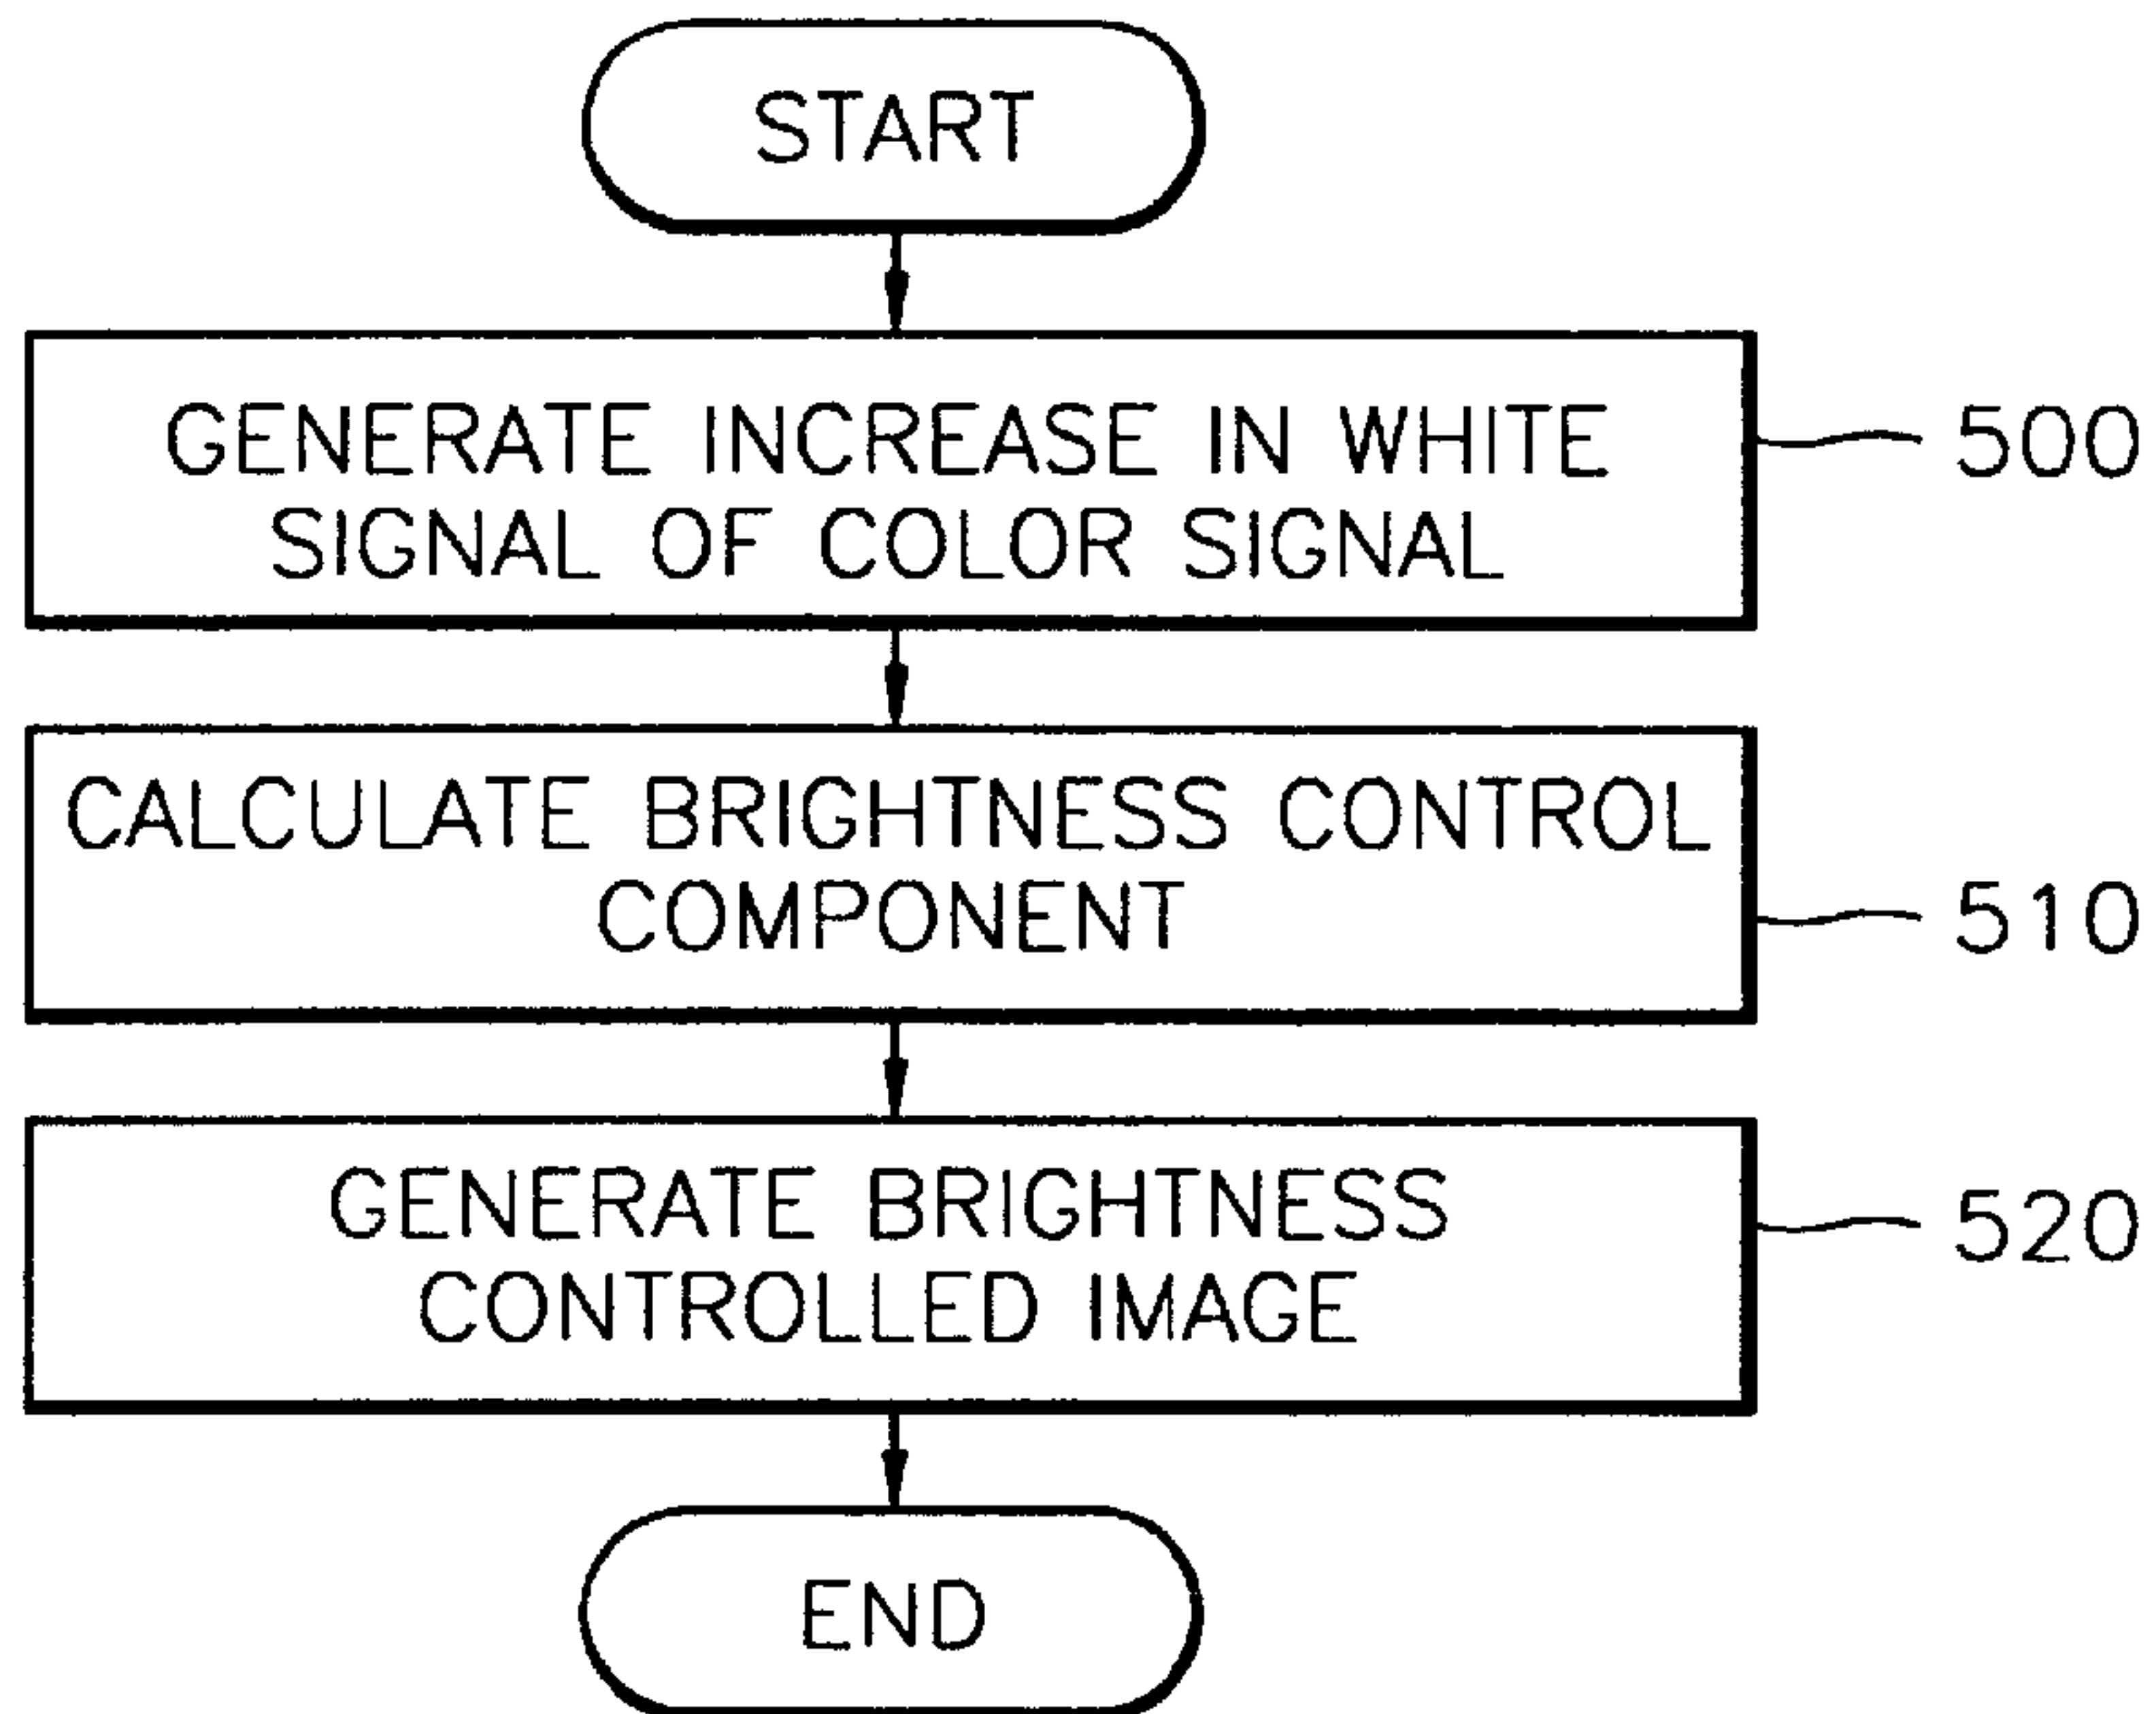 START
GENERATE INCREASE IN WHITE
SIGNAL OF COLOR SIGNAL
500
CALCULATE BRIGHTNESS CONTROL
COMPONENT
510
GENERATE BRIGHTNESS
CONTROLLED IMAGE
520
END